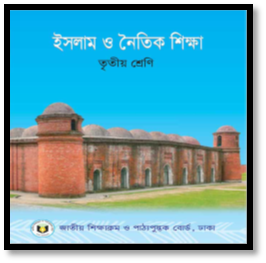 ইসলাম ও নৈতিক শিক্ষা
তৃতীয় শ্রেণি
জাতীয় শিক্ষাক্রম ও পাঠ্যপুস্তক বোর্ড, ঢাকা